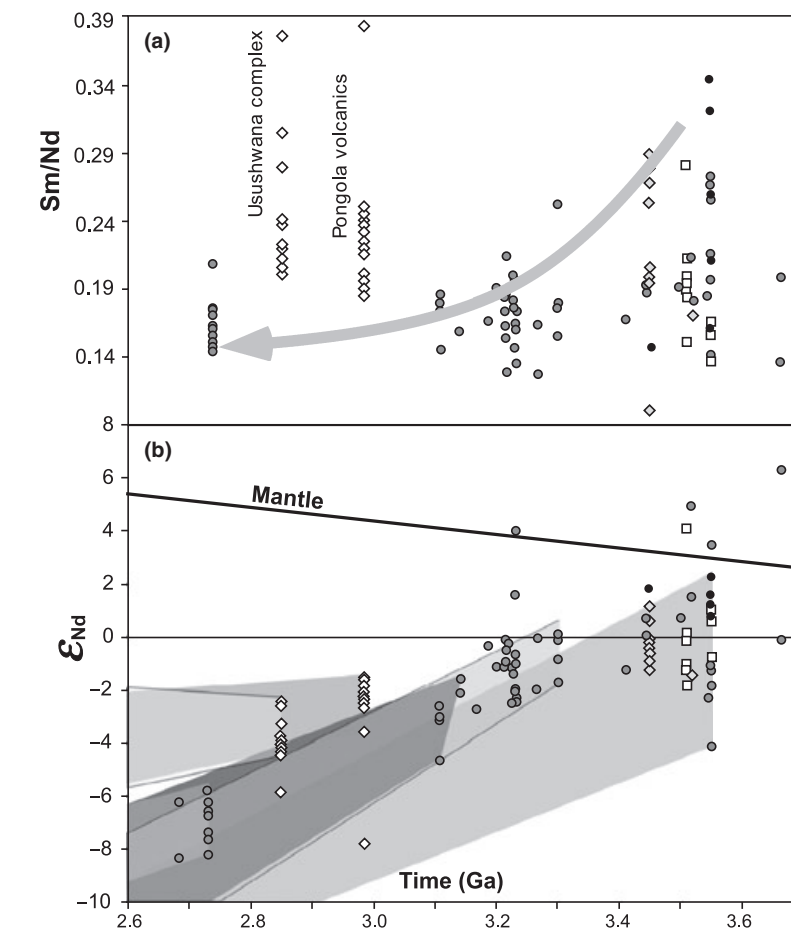 0.39
(a)
Usushwana complex
Pongola volcanics
0.34
0.29
Sm/Nd
0.24
0.19
0.14
8
(b)
6
Mantle
4
2
0
εNd
−2
−4
−6
−8
Time (Ga)
−10
2.6 2.8 3.0 3.2 3.4 3.6